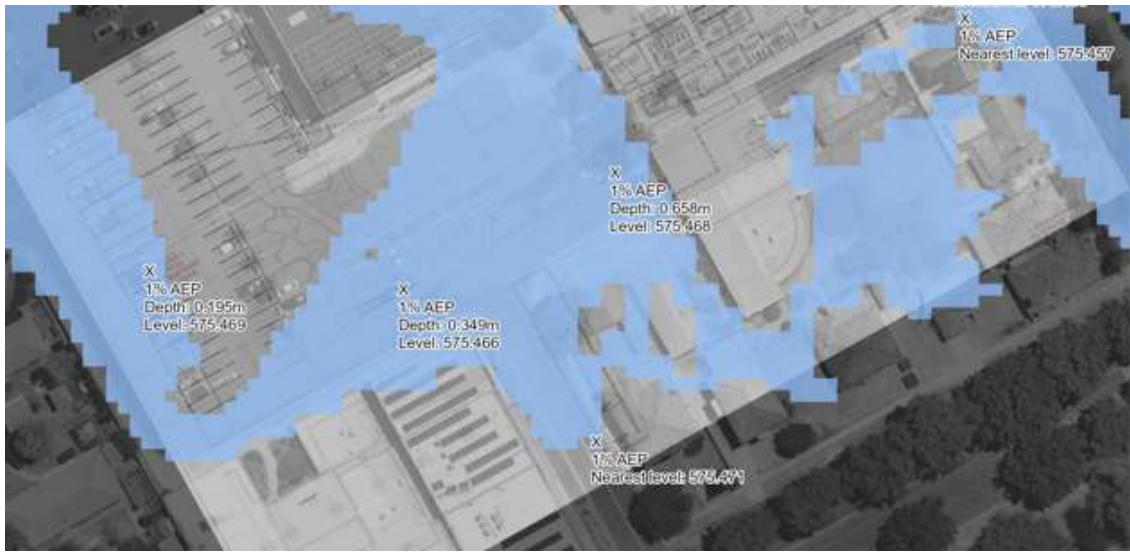 X
1% AEP
Nearest level: 575.457
X
1% AEP
Depth: 0.658m
Level: 575.468
X
1% AEP
Depth: 0.195m
Level: 575.469
X
1% AEP
Depth: 0.349m
Level: 575.466
X
1% AEP
Nearest level: 575.471